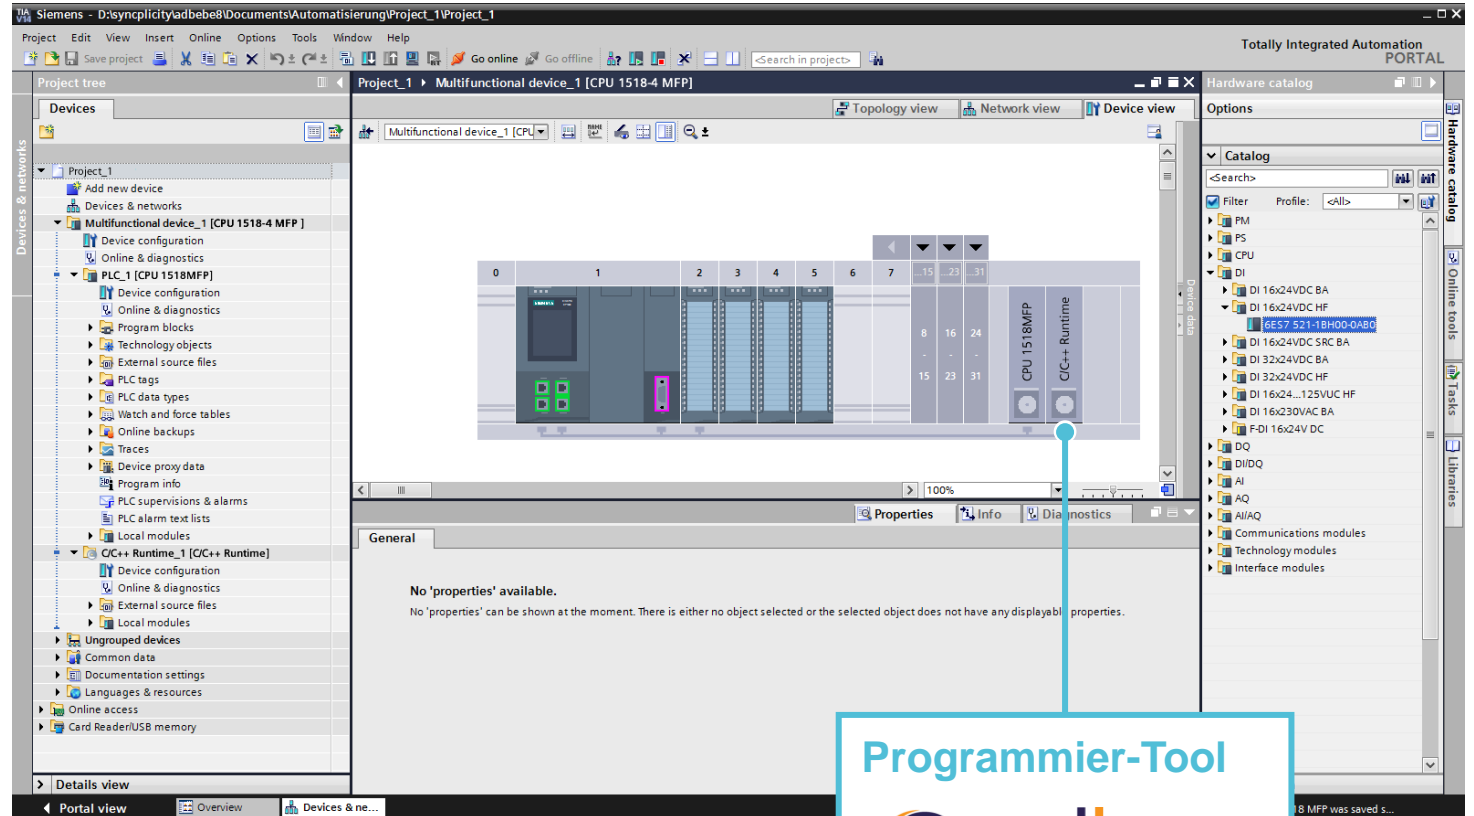 TIA V14 Siemens - D:\syncplicity\adbebe8\Documents\Automatisierung\Project_1\Project_1
Project Edit View Insert Online Options Tools Window Help
Save project Go online Go offline <Search in project>
Totally Integrated Automation
PORTAL
Project tree
Devices
Devices & networks
Project_1
Add new device
Devices & networks
Multifunctional device_1 [CPU 1518-4 MFP ]
Device configuration
Online & diagnostics
PLC_1 [CPU 1518MFP]
Device configuration
Online & diagnostics
Program blocks
Technology objects
External source files
PLC tags
PLC data types
Watch and force tables
Online backups
Traces
Device proxy data
Program info
PLC supervisions & alarms
PLC alarm text lists
Local modules
C/C++ Runtime_1 [C/C++ Runtime]
Device configuration
Online & diagnostics
External source files
Local modules
Ungrouped devices
Common data
Documentation settings
Languages & resources
Online access
Card Reader/USB memory
Details view
Project_1 Multifunctional device_1 [CPU 1518-4 MFP]
Topology view Network view Device view
Multifunctional device_1 [CPU
0 1 2 3 4 5 6 7 ...15 ...23 ...31
SIEMENS
8 16 24
- - -
15 23 31
CPU 1518MFP
C/C++ Runtime
Device data
100%
Properties Info Diagnostics
General
No 'properties' available.
No 'properties' can be shown at the moment. There is either no object selected or the selected object does not have any displayable properties.
Programmier-Tool
Hardware catalog
Options
Catalog
<Search>
Filter Profile: <All>
PM
PS
CPU
DI
DI 16x24VDC BA
DI 16x24VDC HF
6ES7 521-1BH00-0AB0
DI 16x24VDC SRC BA
DI 32x24VDC BA
DI 32x24VDC HF
DI 16x24...125VUC HF
DI 16x230VAC BA
F-DI 16x24V DC
DQ
DI/DQ
AI
AQ
AI/AQ
Communications modules
Technology modules
Interface modules
Hardware catalog
Online tools
Tasks
Libraries
Portal view Overview Devices & ne...
8 MFP was saved s...